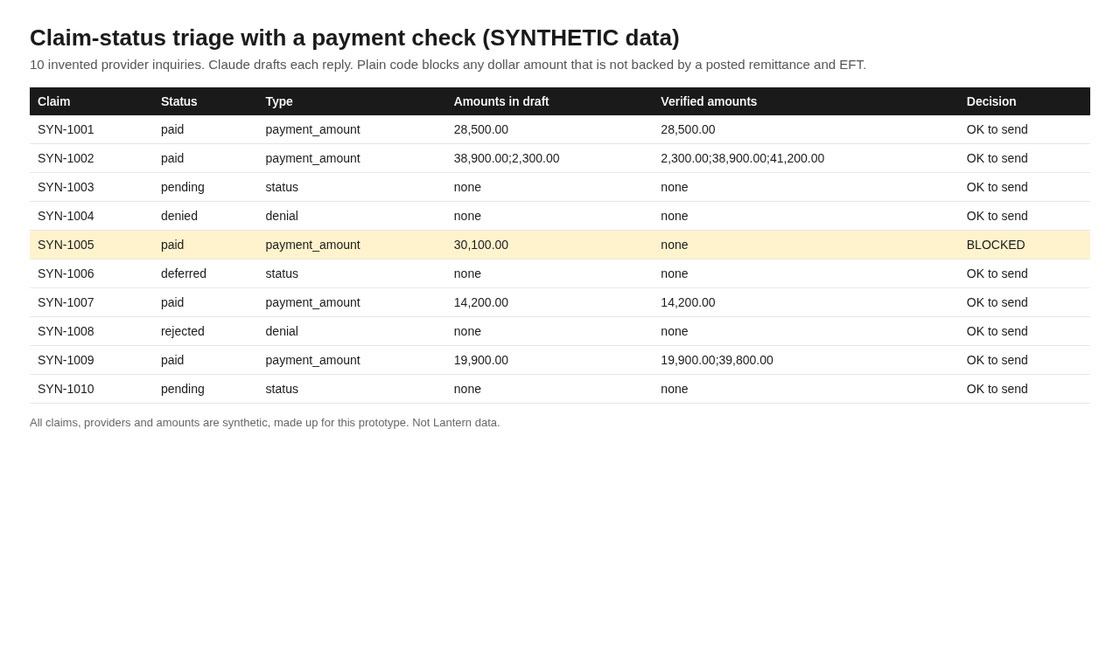 Claim-status triage with a payment check (SYNTHETIC data)
10 invented provider inquiries. Claude drafts each reply. Plain code blocks any dollar amount that is not backed by a posted remittance and EFT.
Claim Status Type Amounts in draft Verified amounts Decision
SYN-1001 paid payment_amount 28,500.00 28,500.00 OK to send
SYN-1002 paid payment_amount 38,900.00;2,300.00 2,300.00;38,900.00;41,200.00 OK to send
SYN-1003 pending status none none OK to send
SYN-1004 denied denial none none OK to send
SYN-1005 paid payment_amount 30,100.00 none BLOCKED
SYN-1006 deferred status none none OK to send
SYN-1007 paid payment_amount 14,200.00 14,200.00 OK to send
SYN-1008 rejected denial none none OK to send
SYN-1009 paid payment_amount 19,900.00 19,900.00;39,800.00 OK to send
SYN-1010 pending status none none OK to send
All claims, providers and amounts are synthetic, made up for this prototype. Not Lantern data.